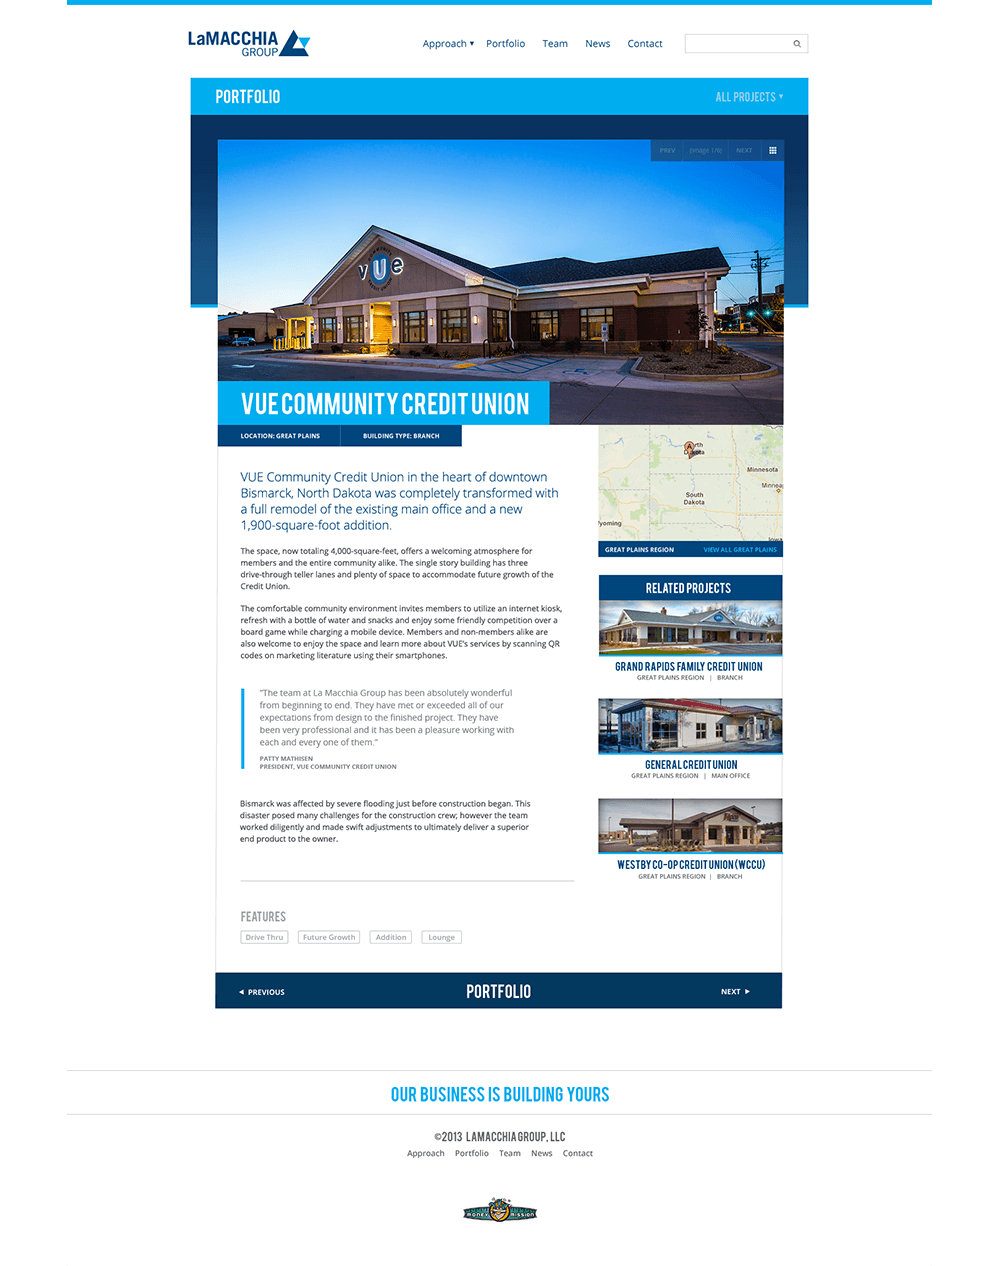 LaMACCHIA
GROUP
Approach ▾ Portfolio Team News Contact
PORTFOLIO
ALL PROJECTS ▾
PREV (image 1/6) NEXT
COMMUNITY
vue
CREDIT UNION
VUE COMMUNITY CREDIT UNION
LOCATION: GREAT PLAINS BUILDING TYPE: BRANCH
VUE Community Credit Union in the heart of downtown
Bismarck, North Dakota was completely transformed with
a full remodel of the existing main office and a new
1,900-square-foot addition.
The space, now totaling 4,000-square-feet, offers a welcoming atmosphere for
members and the entire community alike. The single story building has three
drive-through teller lanes and plenty of space to accommodate future growth of the
Credit Union.
The comfortable community environment invites members to utilize an internet kiosk,
refresh with a bottle of water and snacks and enjoy some friendly competition over a
board game while charging a mobile device. Members and non-members alike are
also welcome to enjoy the space and learn more about VUE's services by scanning QR
codes on marketing literature using their smartphones.
“The team at La Macchia Group has been absolutely wonderful
from beginning to end. They have met or exceeded all of our
expectations from design to the finished project. They have
been very professional and it has been a pleasure working with
each and every one of them.”
PATTY MATHISEN
PRESIDENT, VUE COMMUNITY CREDIT UNION
Bismarck was affected by severe flooding just before construction began. This
disaster posed many challenges for the construction crew; however the team
worked diligently and made swift adjustments to ultimately deliver a superior
end product to the owner.
FEATURES
Drive Thru Future Growth Addition Lounge
A
rth
Dakota
Minnesota
Minnea
South
Dakota
yoming
Iowa
GREAT PLAINS REGION VIEW ALL GREAT PLAINS
RELATED PROJECTS
GRAND RAPIDS FAMILY CREDIT UNION
GREAT PLAINS REGION | BRANCH
GENERAL CREDIT UNION
GREAT PLAINS REGION | MAIN OFFICE
WESTBY CO-OP CREDIT UNION (WCCU)
GREAT PLAINS REGION | BRANCH
◄ PREVIOUS PORTFOLIO NEXT ►
OUR BUSINESS IS BUILDING YOURS
©2013 LAMACCHIA GROUP, LLC
Approach Portfolio Team News Contact
MONEY MISSION